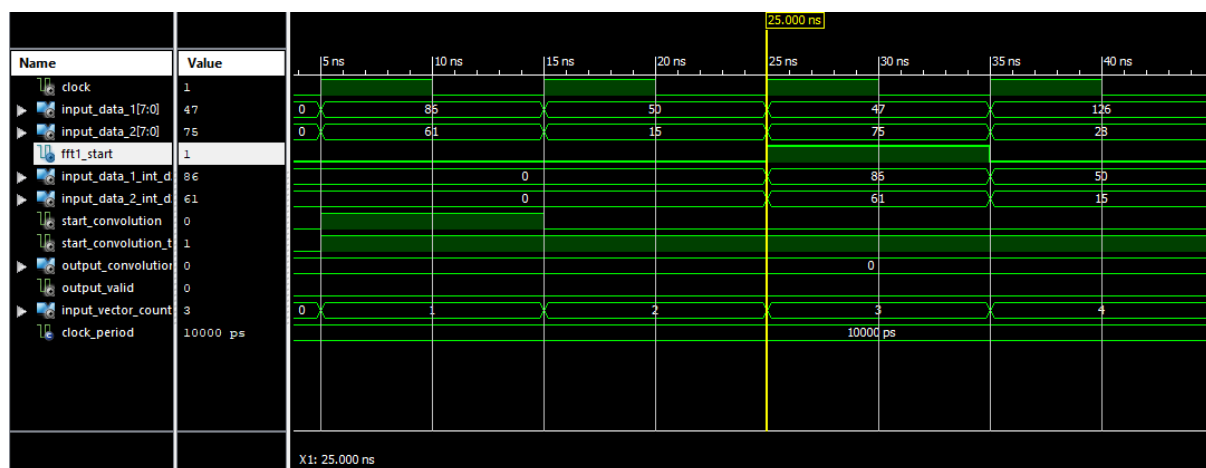 25.000 ns
Name Value 5 ns 10 ns 15 ns 20 ns 25 ns 30 ns 35 ns 40 ns
clock 1
input_data_1[7:0] 47 0 86 50 47 126
input_data_2[7:0] 75 0 61 15 75
fft1_start 1
input_data_1_int_d 86 0 86 50
input_data_2_int_d 61 0 61 15
start_convolution 0
start_convolution_t 1
output_convolution 0 0
output_valid 0
input_vector_count 3 0 1 2 3 4
clock_period 10000 ps 10000 ps
X1: 25.000 ns